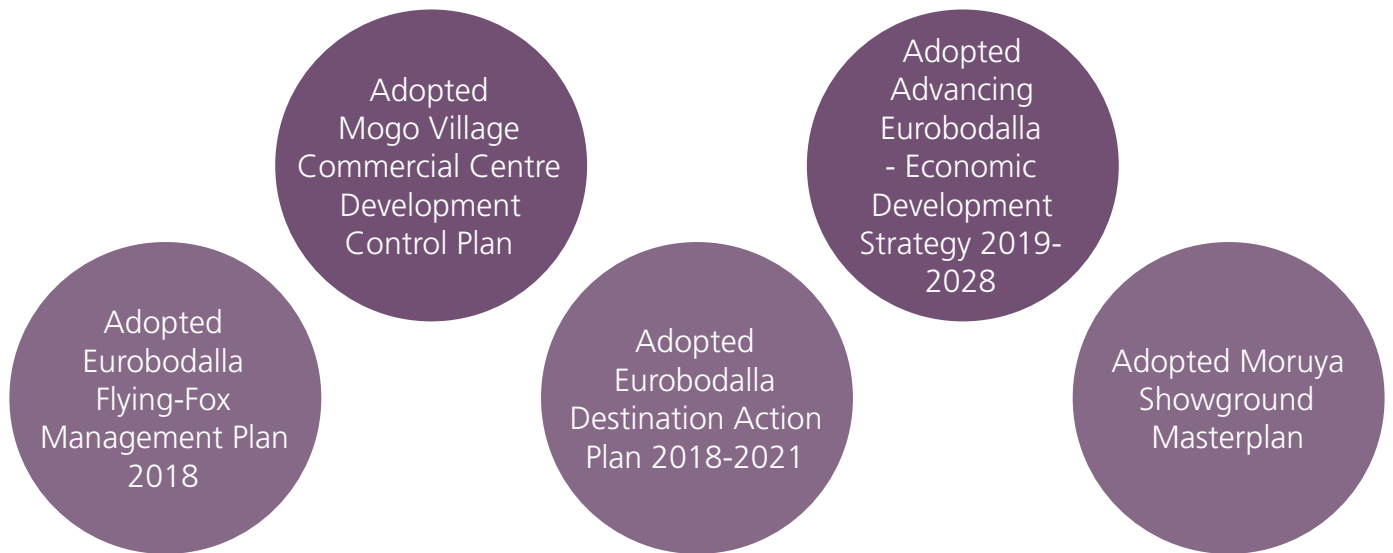 Adopted
Eurobodalla
Flying-Fox
Management Plan
2018
Adopted
Mogo Village
Commercial Centre
Development
Control Plan
Adopted
Eurobodalla
Destination Action
Plan 2018-2021
Adopted
Advancing
Eurobodalla
- Economic
Development
Strategy 2019-
2028
Adopted Moruya
Showground
Masterplan